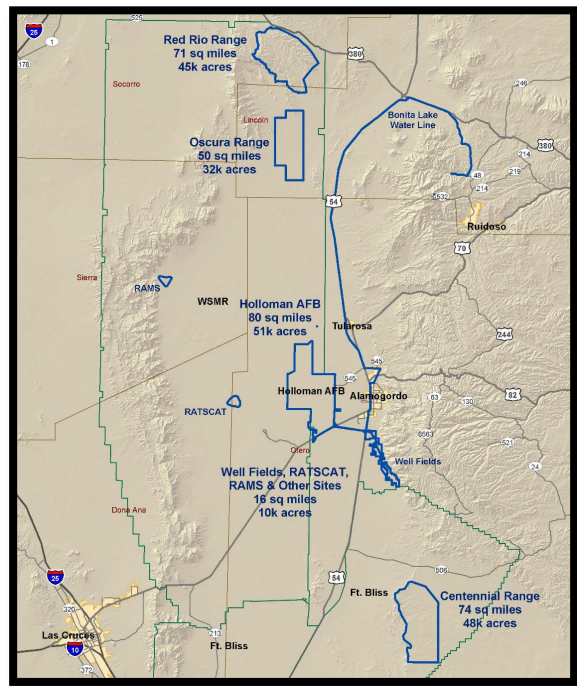 25
525
1
178
Red Rio Range
71 sq miles
45k acres
380
Socorro
246
Bonita Lake
Water Line
Lincoln
Oscura Range
50 sq miles
32k acres
380
214
219
48
214
532
54
Ruidoso
70
Sierra
RAMS
WSMR
Holloman AFB
80 sq miles
51k acres
Tularosa
244
545
545
Holloman AFB
Alamogordo
82
63
130
RATSCAT
6563
521
Otero
Well Fields
24
Well Fields, RATSCAT,
RAMS & Other Sites
16 sq miles
10k acres
Dona Ana
506
25
54
Ft. Bliss
Centennial Range
74 sq miles
48k acres
320
Las Cruces
213
10
Ft. Bliss
372